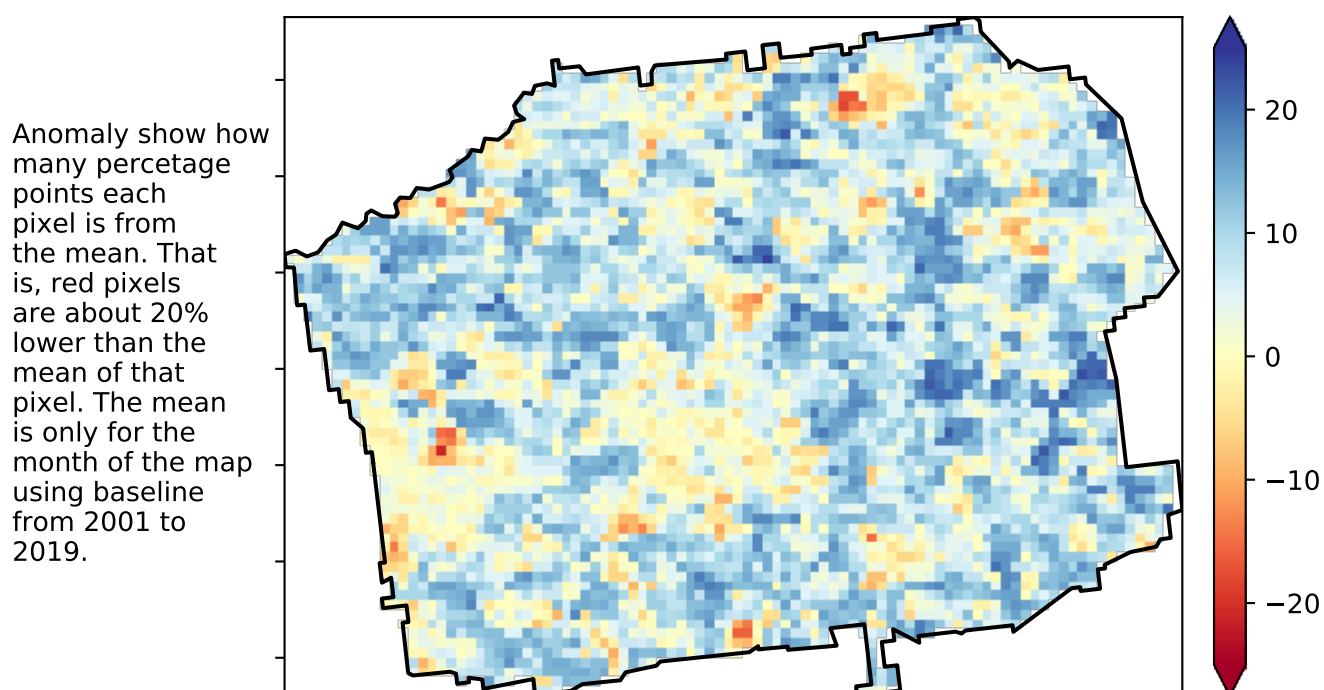 Anomaly show how
many percetage
points each
pixel is from
the mean. That
is, red pixels
are about 20%
lower than the
mean of that
pixel. The mean
is only for the
month of the map
using baseline
from 2001 to
2019.
20
10
0
−10
−20